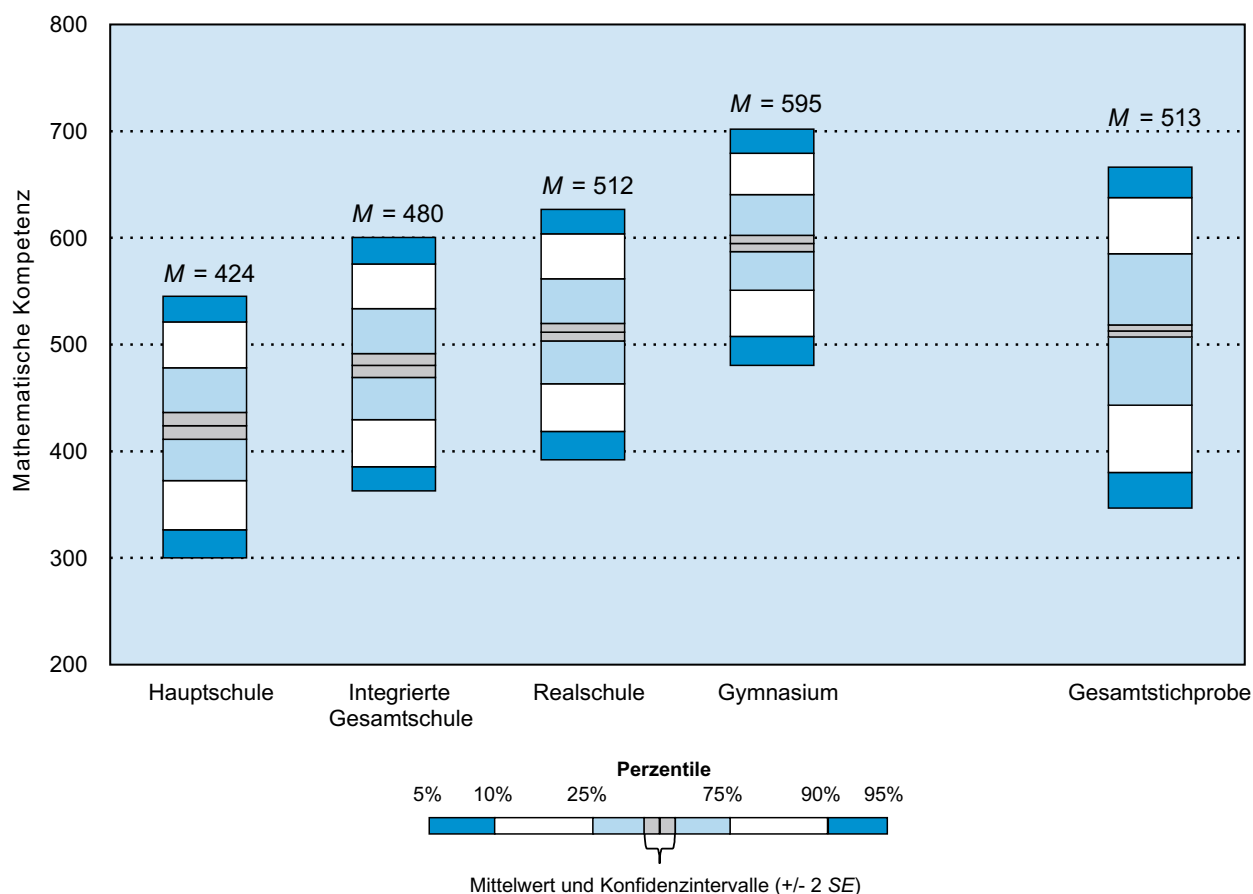 800
700
600
500
400
300
200
Mathematische Kompetenz
M = 424
M = 480
M = 512
M = 595
M = 513
Hauptschule
Integrierte
Gesamtschule
Realschule
Gymnasium
Gesamtstichprobe
Perzentile
5% 10% 25% 75% 90% 95%
Mittelwert und Konfidenzintervalle (+/- 2 SE)